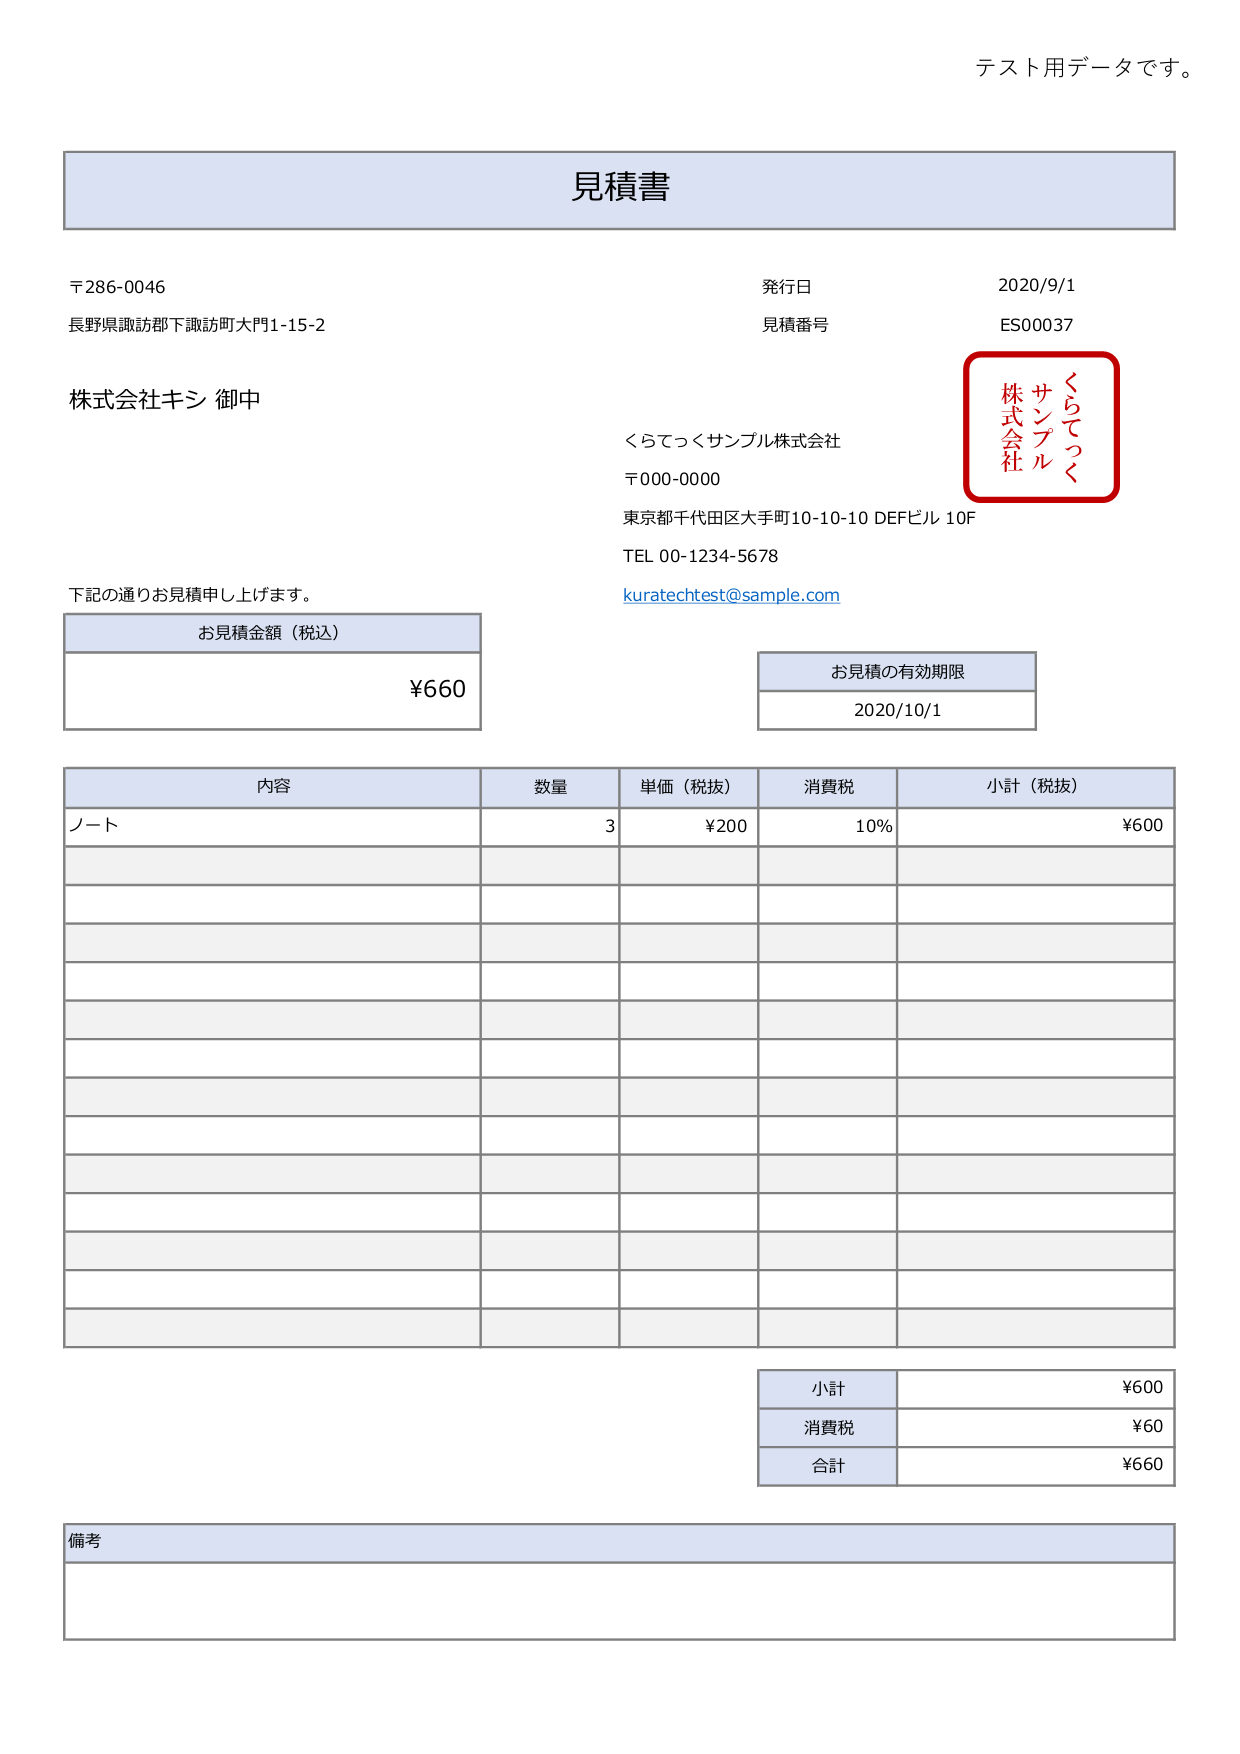 テスト用データです。
見積書
〒286-0046
発行日 2020/9/1
長野県諏訪郡下諏訪町大門1-15-2
見積番号 ES00037
株式会社キシ 御中
くらてっく
サンプル
株式会社
くらてっくサンプル株式会社
〒000-0000
東京都千代田区大手町10-10-10 DEFビル 10F
TEL 00-1234-5678
kuratechtest@sample.com
下記の通りお見積申し上げます。
お見積金額（税込）
¥660
お見積の有効期限
2020/10/1
内容 数量 単価（税抜） 消費税 小計（税抜）
ノート 3 ¥200 10% ¥600
小計 ¥600
消費税 ¥60
合計 ¥660
備考